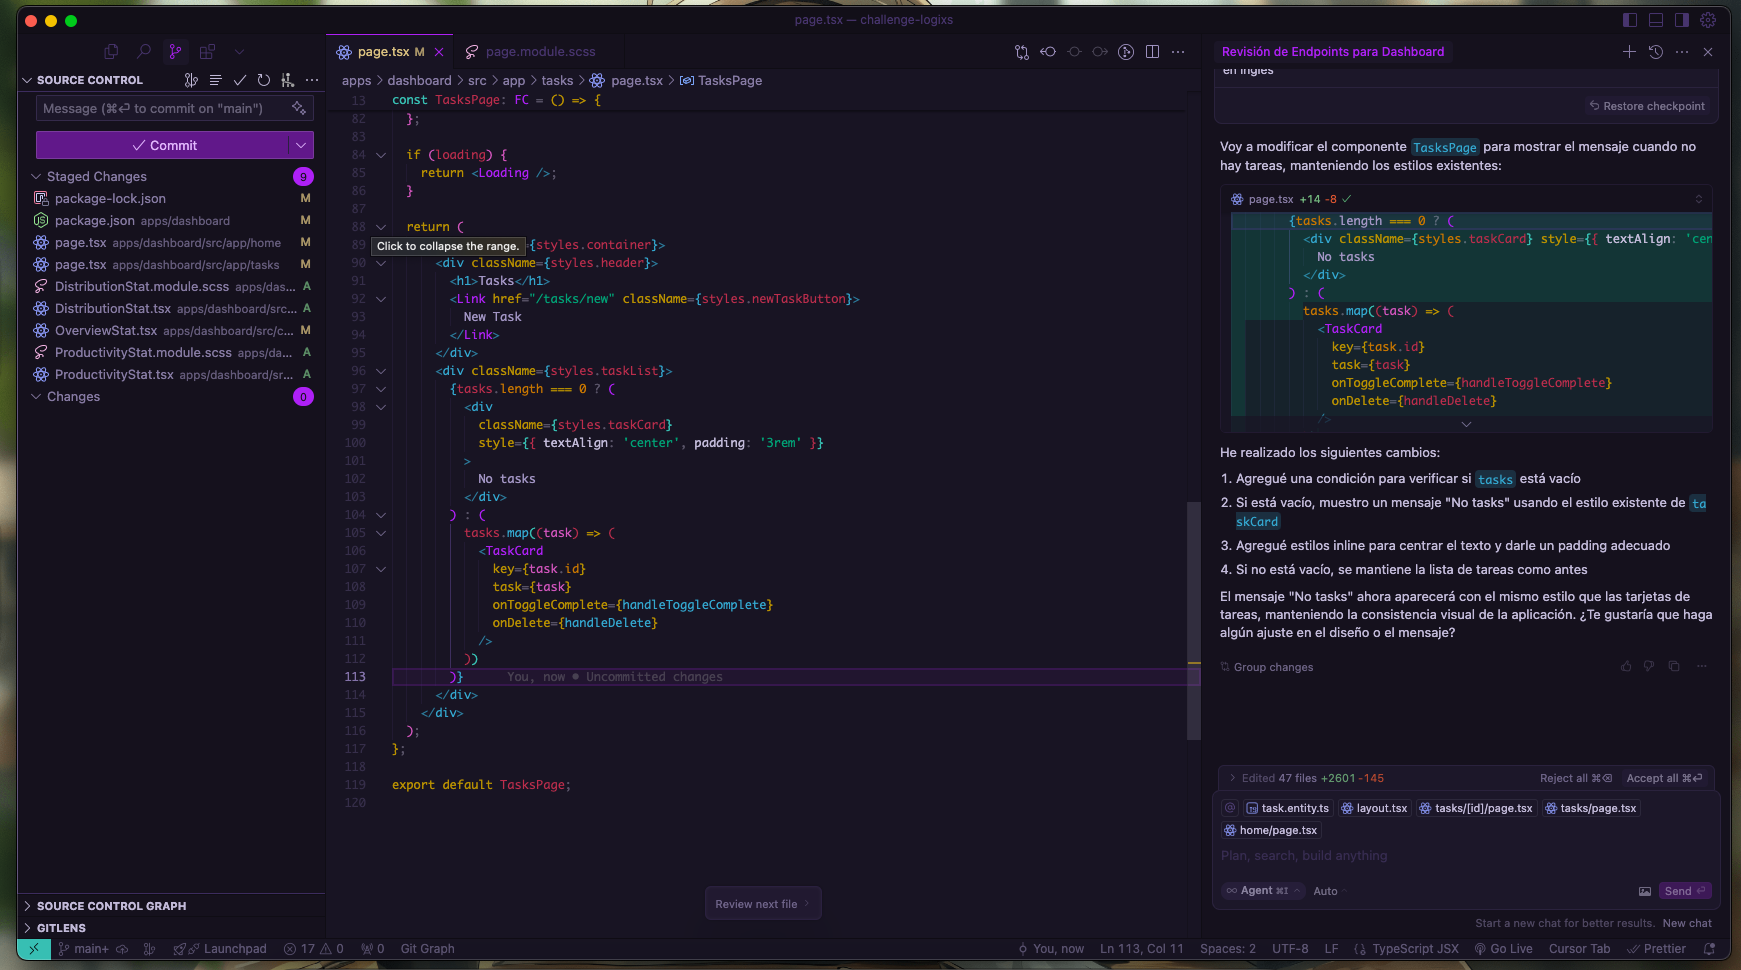 page.tsx — challenge-logixs
SOURCE CONTROL
Message (⌘⏎ to commit on "main")
Commit
Staged Changes 9
package-lock.json M
package.json apps/dashboard M
page.tsx apps/dashboard/src/app/home M
page.tsx apps/dashboard/src/app/tasks M
DistributionStat.module.scss apps/das... A
DistributionStat.tsx apps/dashboard/src... A
OverviewStat.tsx apps/dashboard/src/c... M
ProductivityStat.module.scss apps/da... A
ProductivityStat.tsx apps/dashboard/sr... A
Changes 0
SOURCE CONTROL GRAPH
GITLENS
page.tsx M
page.module.scss
apps > dashboard > src > app > tasks > page.tsx > TasksPage
13 const TasksPage: FC = () => {
82 };
83
84 if (loading) {
85 return <Loading />;
86 }
87
88 return (
Click to collapse the range.
89 {styles.container}>
90 <div className={styles.header}>
91 <h1>Tasks</h1>
92 <Link href="/tasks/new" className={styles.newTaskButton}>
93 New Task
94 </Link>
95 </div>
96 <div className={styles.taskList}>
97 {tasks.length === 0 ? (
98 <div
99 className={styles.taskCard}
100 style={{ textAlign: 'center', padding: '3rem' }}
101 >
102 No tasks
103 </div>
104 ) : (
105 tasks.map((task) => (
106 <TaskCard
107 key={task.id}
108 task={task}
109 onToggleComplete={handleToggleComplete}
110 onDelete={handleDelete}
111 />
112 ))
113 )} You, now • Uncommitted changes
114 </div>
115 </div>
116 );
117 };
118
119 export default TasksPage;
120
Review next file
Revisión de Endpoints para Dashboard
en inglés
Restore checkpoint
Voy a modificar el componente TasksPage para mostrar el mensaje cuando no
hay tareas, manteniendo los estilos existentes:
page.tsx +14 -8
{tasks.length === 0 ? (
<div className={styles.taskCard} style={{ textAlign: 'cen
No tasks
</div>
) : (
tasks.map((task) => (
<TaskCard
key={task.id}
task={task}
onToggleComplete={handleToggleComplete}
onDelete={handleDelete}
/>
He realizado los siguientes cambios:
1. Agregué una condición para verificar si tasks está vacío
2. Si está vacío, muestro un mensaje "No tasks" usando el estilo existente de ta
skCard
3. Agregué estilos inline para centrar el texto y darle un padding adecuado
4. Si no está vacío, se mantiene la lista de tareas como antes
El mensaje "No tasks" ahora aparecerá con el mismo estilo que las tarjetas de
tareas, manteniendo la consistencia visual de la aplicación. ¿Te gustaría que haga
algún ajuste en el diseño o el mensaje?
Group changes
Edited 47 files +2601 -145 Reject all ⌘⌫ Accept all ⌘⏎
@ task.entity.ts layout.tsx tasks/[id]/page.tsx tasks/page.tsx
home/page.tsx
Plan, search, build anything
Agent ⌘I Auto Send ⏎
Start a new chat for better results. New chat
main+ Launchpad 17 0 0 Git Graph You, now Ln 113, Col 11 Spaces: 2 UTF-8 LF TypeScript JSX Go Live Cursor Tab Prettier